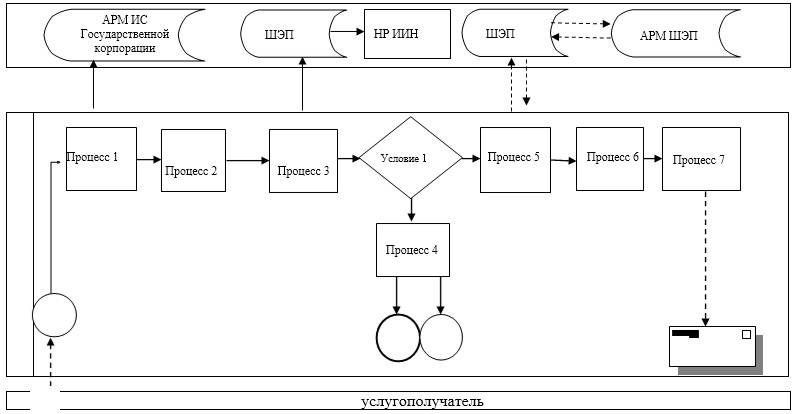 АРМ ИС
Государственной
корпорации
ШЭП
НР ИИН
ШЭП
АРМ ШЭП
Процесс 1
Процесс 2
Процесс 3
Условие 1
Процесс 5
Процесс 6
Процесс 7
Процесс 4
услугополучатель